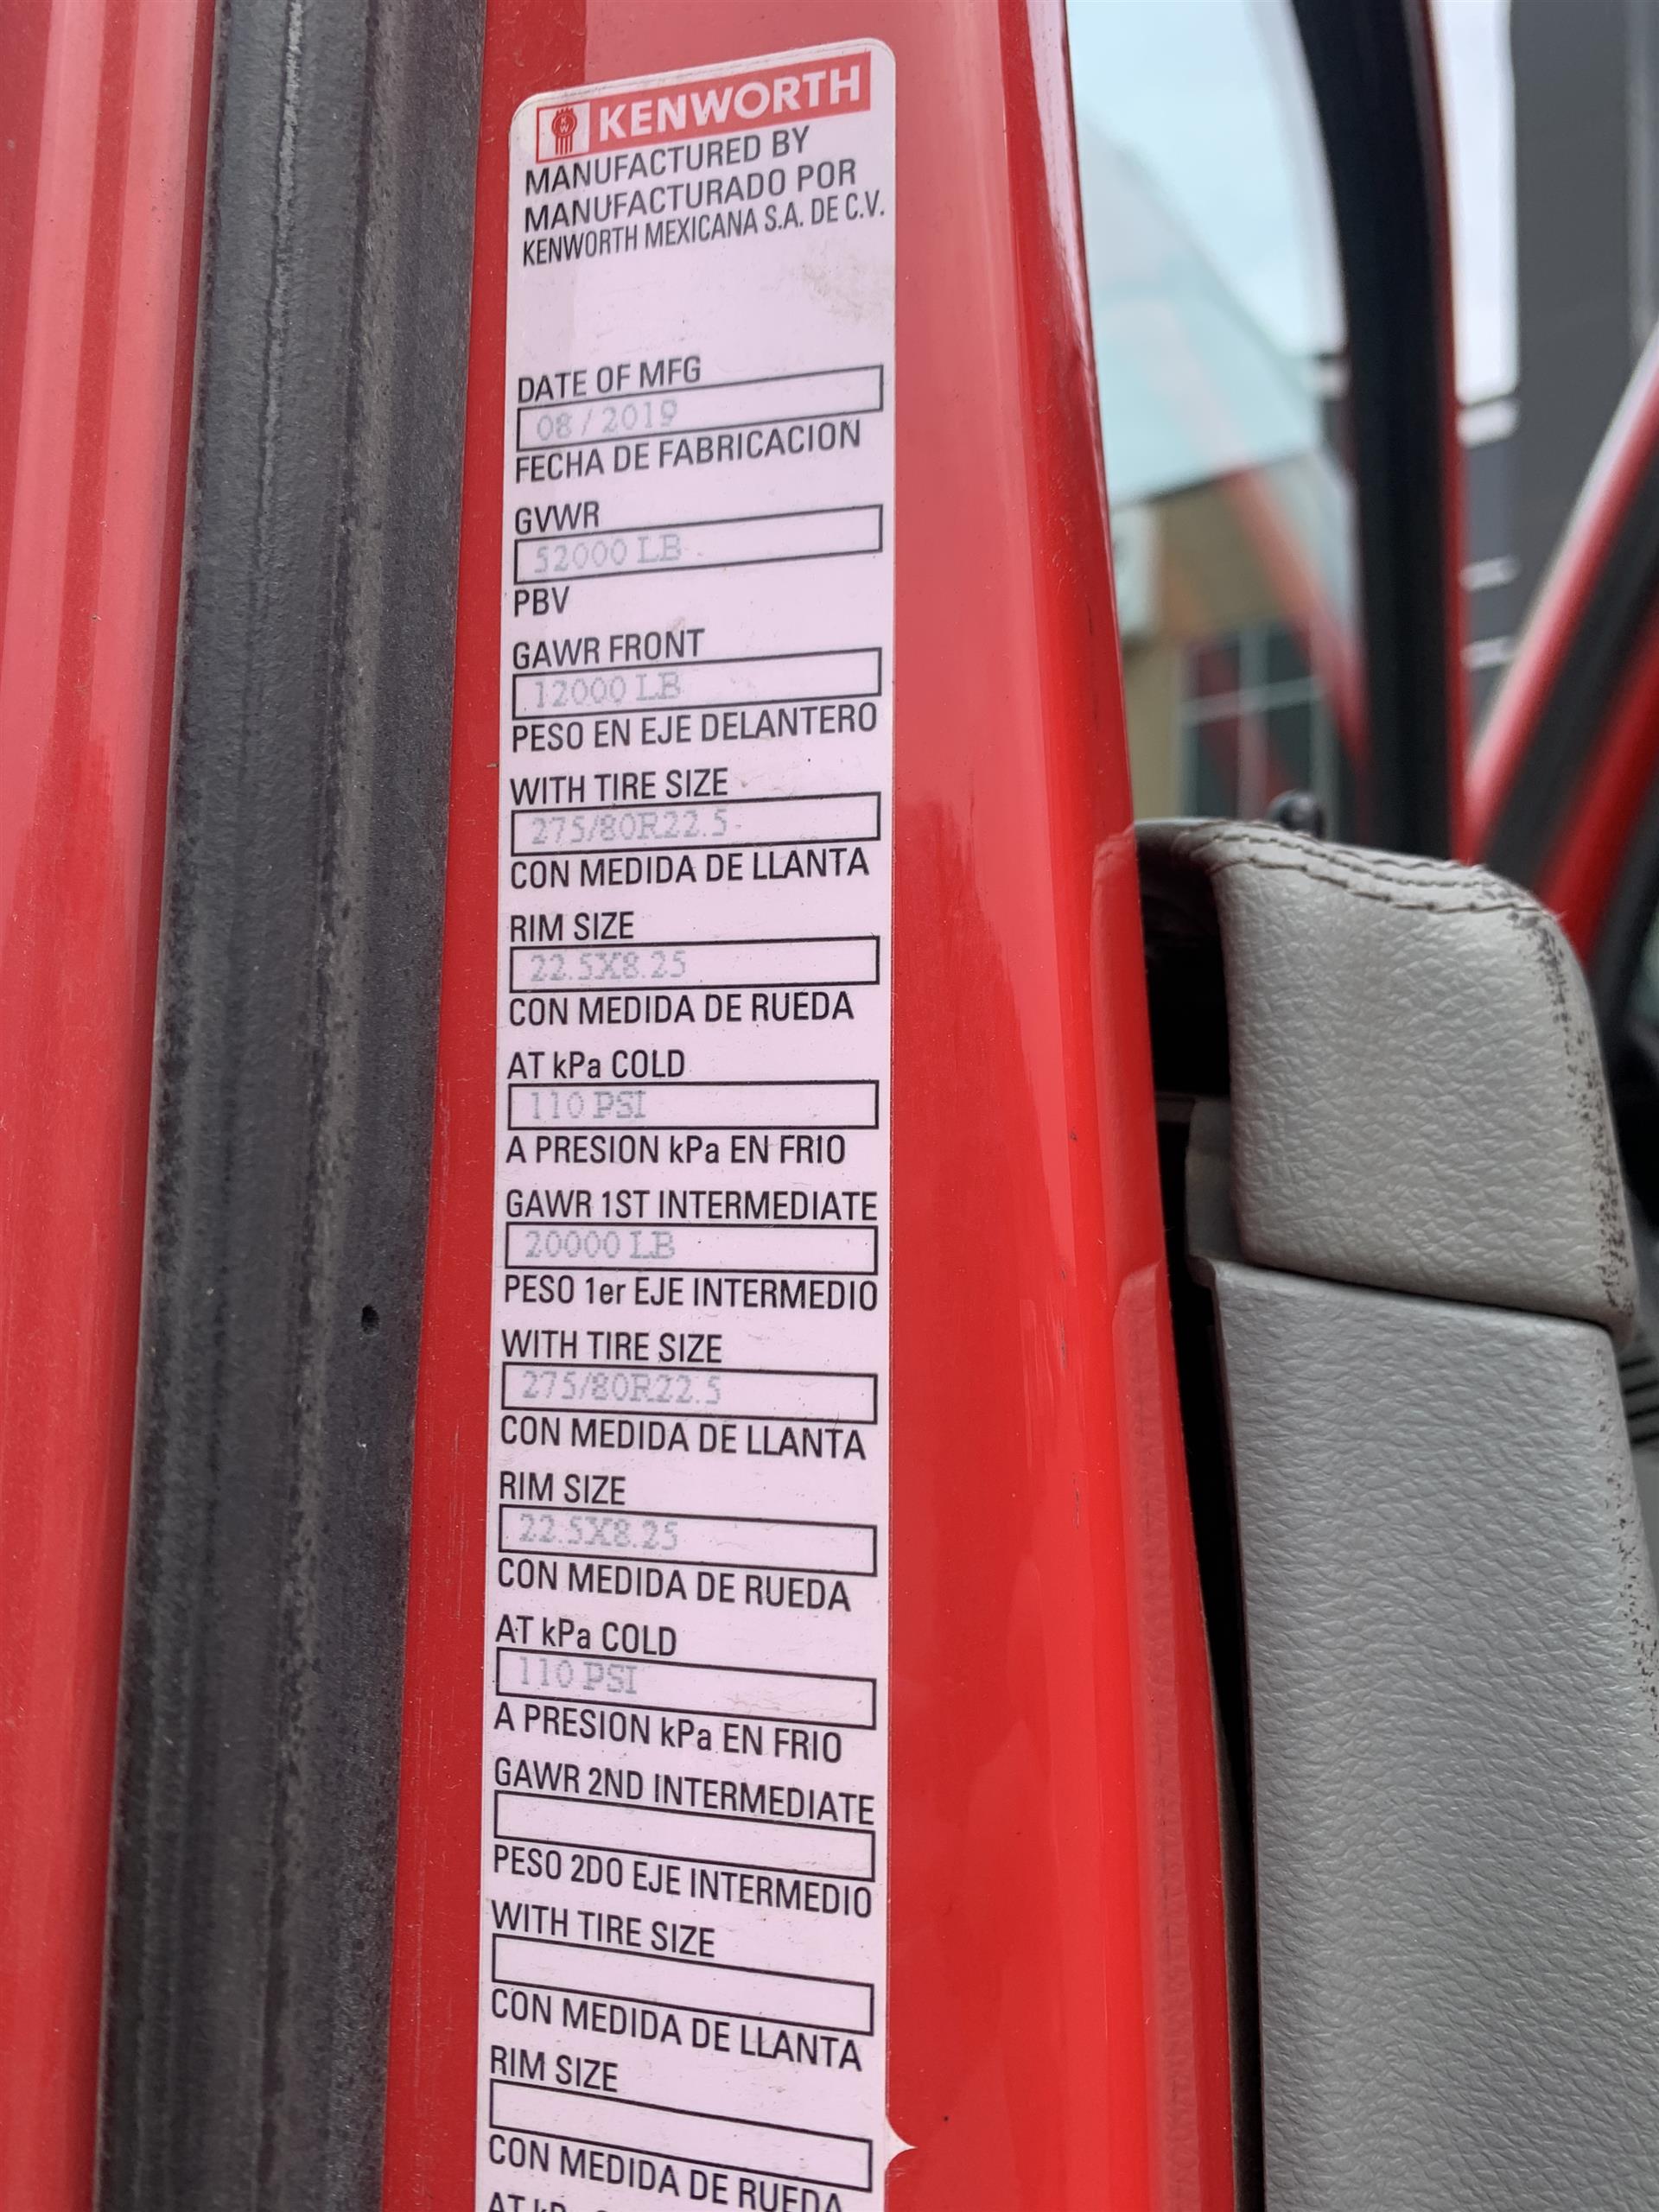 KENWORTH
MANUFACTURED BY
MANUFACTURADO POR
KENWORTH MEXICANA S.A. DE C.V.
DATE OF MFG
08 / 2019
FECHA DE FABRICACION
GVWR
52000 LB
PBV
GAWR FRONT
12000 LB
PESO EN EJE DELANTERO
WITH TIRE SIZE
275/80R22.5
CON MEDIDA DE LLANTA
RIM SIZE
22.5X8.25
CON MEDIDA DE RUEDA
AT kPa COLD
110 PSI
A PRESION kPa EN FRIO
GAWR 1ST INTERMEDIATE
20000 LB
PESO 1er EJE INTERMEDIO
WITH TIRE SIZE
275/80R22.5
CON MEDIDA DE LLANTA
RIM SIZE
22.5X8.25
CON MEDIDA DE RUEDA
AT kPa COLD
110 PSI
A PRESION kPa EN FRIO
GAWR 2ND INTERMEDIATE
PESO 2DO EJE INTERMEDIO
WITH TIRE SIZE
CON MEDIDA DE LLANTA
RIM SIZE
CON MEDIDA DE RUEDA